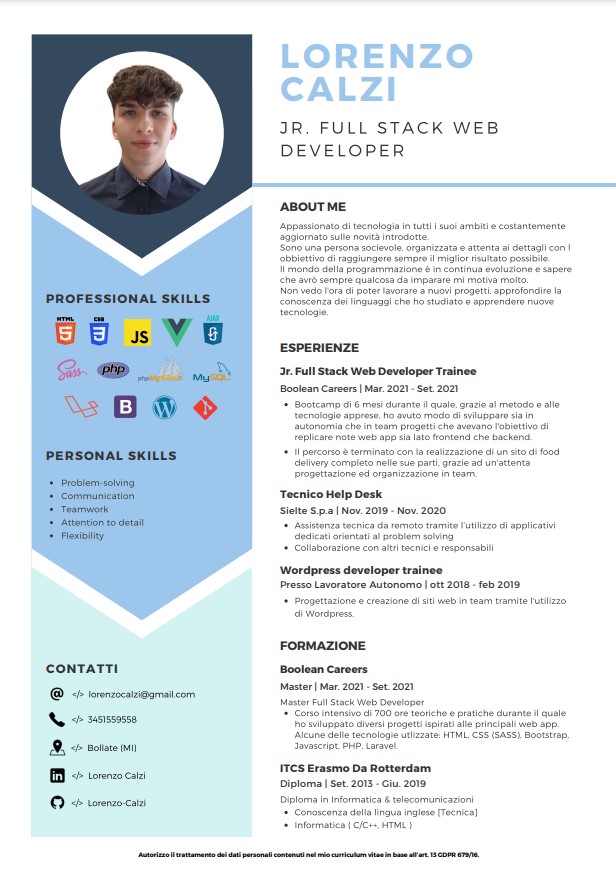 LORENZO
CALZI
JR. FULL STACK WEB
DEVELOPER
ABOUT ME
Appassionato di tecnologia in tutti i suoi ambiti e costantemente
aggiornato sulle novità introdotte.
Sono una persona socievole, organizzata e attenta ai dettagli con l
obbiettivo di raggiungere sempre il miglior risultato possibile.
Il mondo della programmazione è in continua evoluzione e sapere
che avrò sempre qualcosa da imparare mi motiva molto.
Non vedo l'ora di poter lavorare a nuovi progetti, approfondire la
conoscenza dei linguaggi che ho studiato e apprendere nuove
tecnologie.
ESPERIENZE
Jr. Full Stack Web Developer Trainee
Boolean Careers | Mar. 2021 - Set. 2021
• Bootcamp di 6 mesi durante il quale, grazie al metodo e alle
tecnologie apprese, ho avuto modo di sviluppare sia in
autonomia che in team progetti che avevano l'obbiettivo di
replicare note web app sia lato frontend che backend.
• Il percorso è terminato con la realizzazione di un sito di food
delivery completo nelle sue parti, grazie ad un'attenta
progettazione ed organizzazione in team.
Tecnico Help Desk
Sielte S.p.a | Nov. 2019 - Nov. 2020
• Assistenza tecnica da remoto tramite l'utilizzo di applicativi
dedicati orientati al problem solving
• Collaborazione con altri tecnici e responsabili
Wordpress developer trainee
Presso Lavoratore Autonomo | ott 2018 - feb 2019
• Progettazione e creazione di siti web in team tramite l'utilizzo
di Wordpress.
FORMAZIONE
Boolean Careers
Master | Mar. 2021 - Set. 2021
Master Full Stack Web Developer
• Corso intensivo di 700 ore teoriche e pratiche durante il quale
ho sviluppato diversi progetti ispirati alle principali web app.
Alcune delle tecnologie utlizzate: HTML, CSS (SASS), Bootstrap,
Javascript, PHP, Laravel.
ITCS Erasmo Da Rotterdam
Diploma | Set. 2013 - Giu. 2019
Diploma in Informatica & telecomunicazioni
• Conoscenza della lingua inglese [Tecnica]
• Informatica ( C/C++, HTML )
PROFESSIONAL SKILLS
HTML CSS JS AJAX
Sass php phpMyAdmin MySQL
B
PERSONAL SKILLS
• Problem-solving
• Communication
• Teamwork
• Attention to detail
• Flexibility
CONTATTI
@ </> lorenzocalzi@gmail.com
</> 3451559558
</> Bollate (MI)
in </> Lorenzo Calzi
</> Lorenzo-Calzi
Autorizzo il trattamento dei dati personali contenuti nel mio curriculum vitae in base all'art. 13 GDPR 679/16.